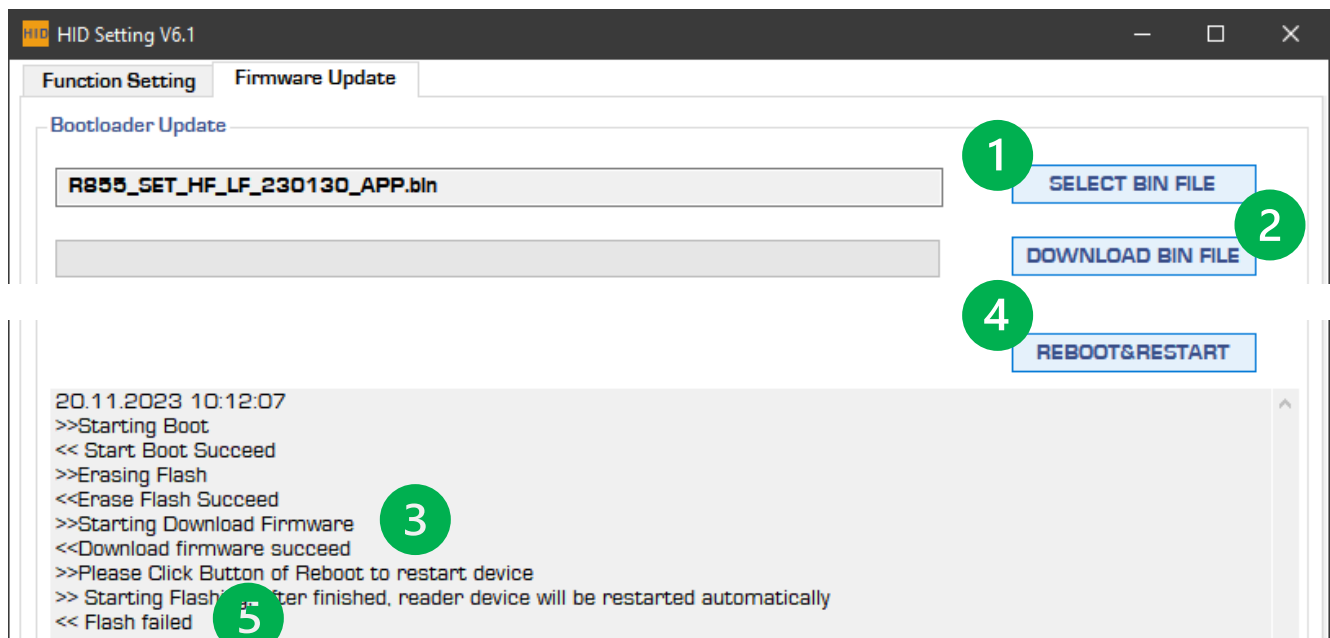 HID HID Setting V6.1
Function Setting Firmware Update
Bootloader Update
1
R855_SET_HF_LF_230130_APP.bin SELECT BIN FILE
2
DOWNLOAD BIN FILE
4
REBOOT&RESTART
20.11.2023 10:12:07
>>Starting Boot
<< Start Boot Succeed
>>Erasing Flash
<<Erase Flash Succeed
>>Starting Download Firmware
3
<<Download firmware succeed
>>Please Click Button of Reboot to restart device
>> Starting finished, reader device will be restarted automatically
5
<< Flash failed